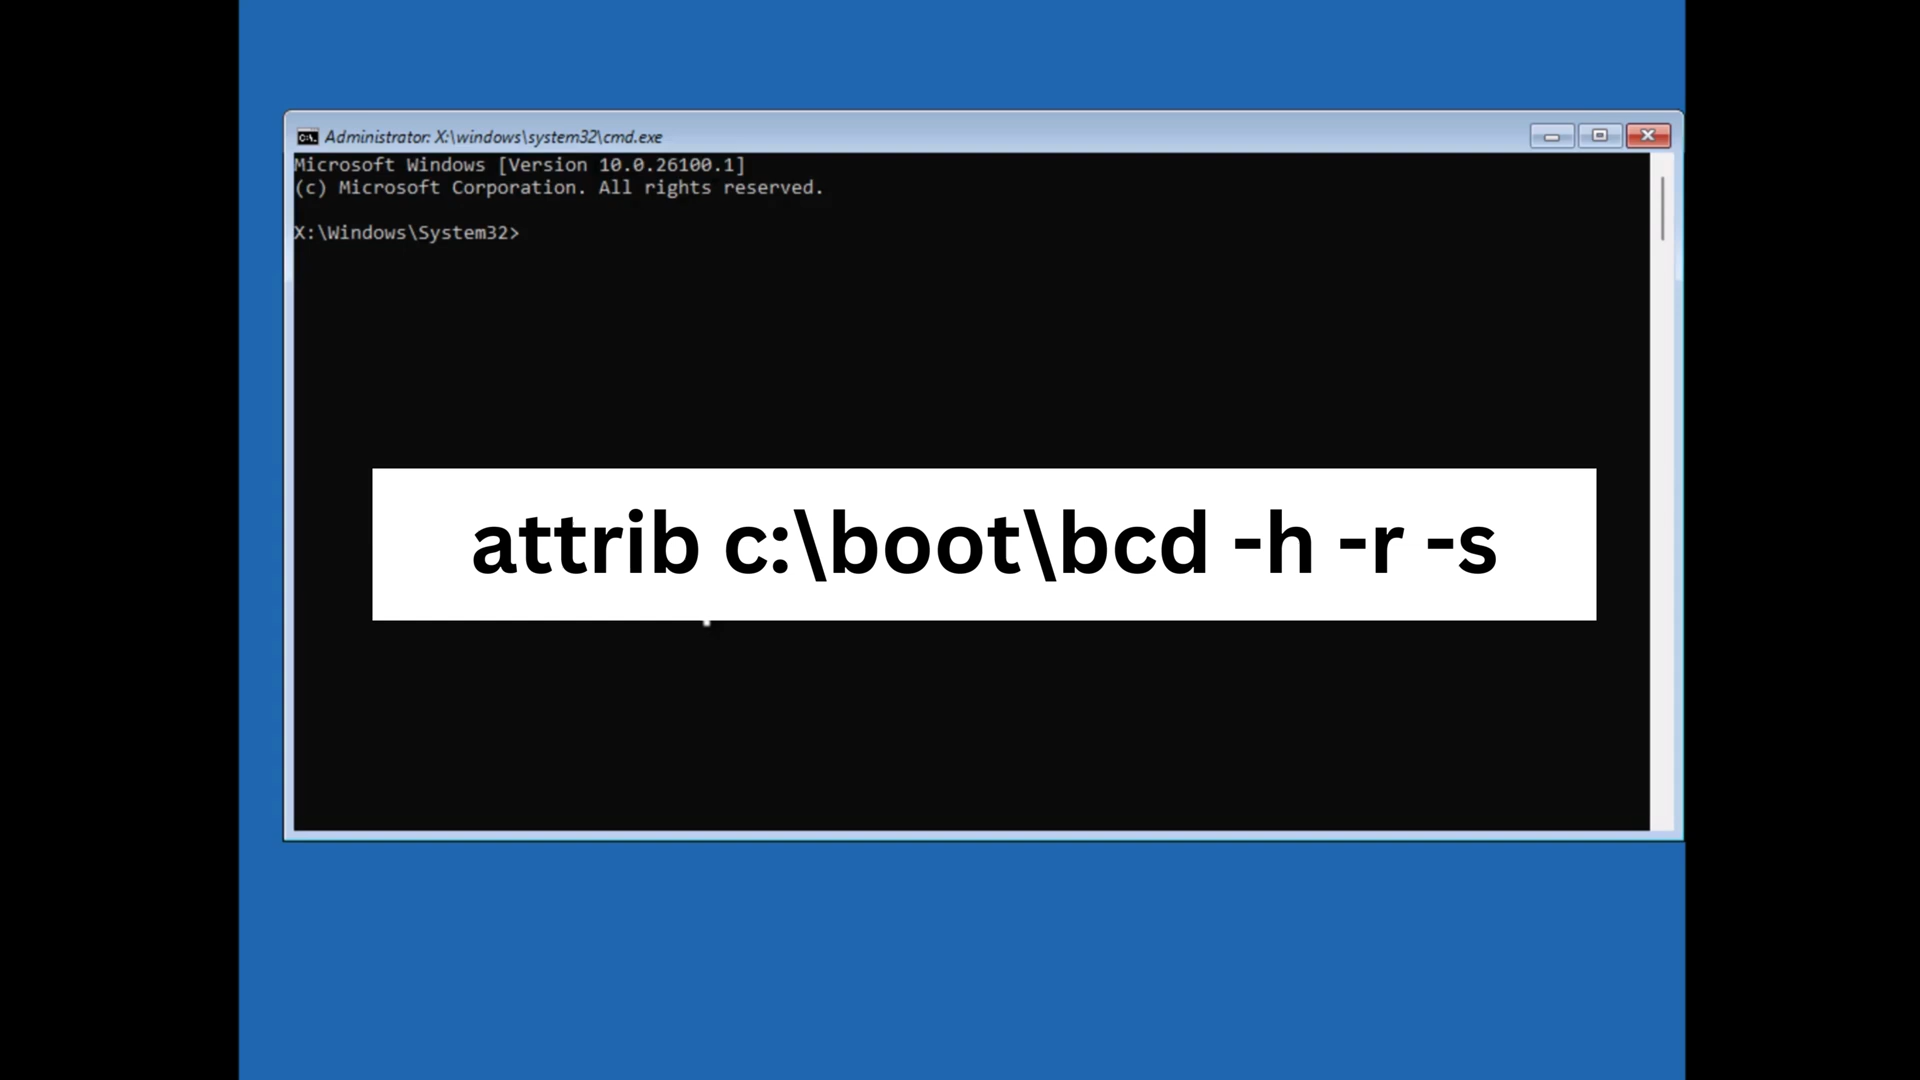 Administrator: X:\windows\system32\cmd.exe
Microsoft Windows [Version 10.0.26100.1]
(c) Microsoft Corporation. All rights reserved.
X:\Windows\System32>
attrib c:\boot\bcd -h -r -s